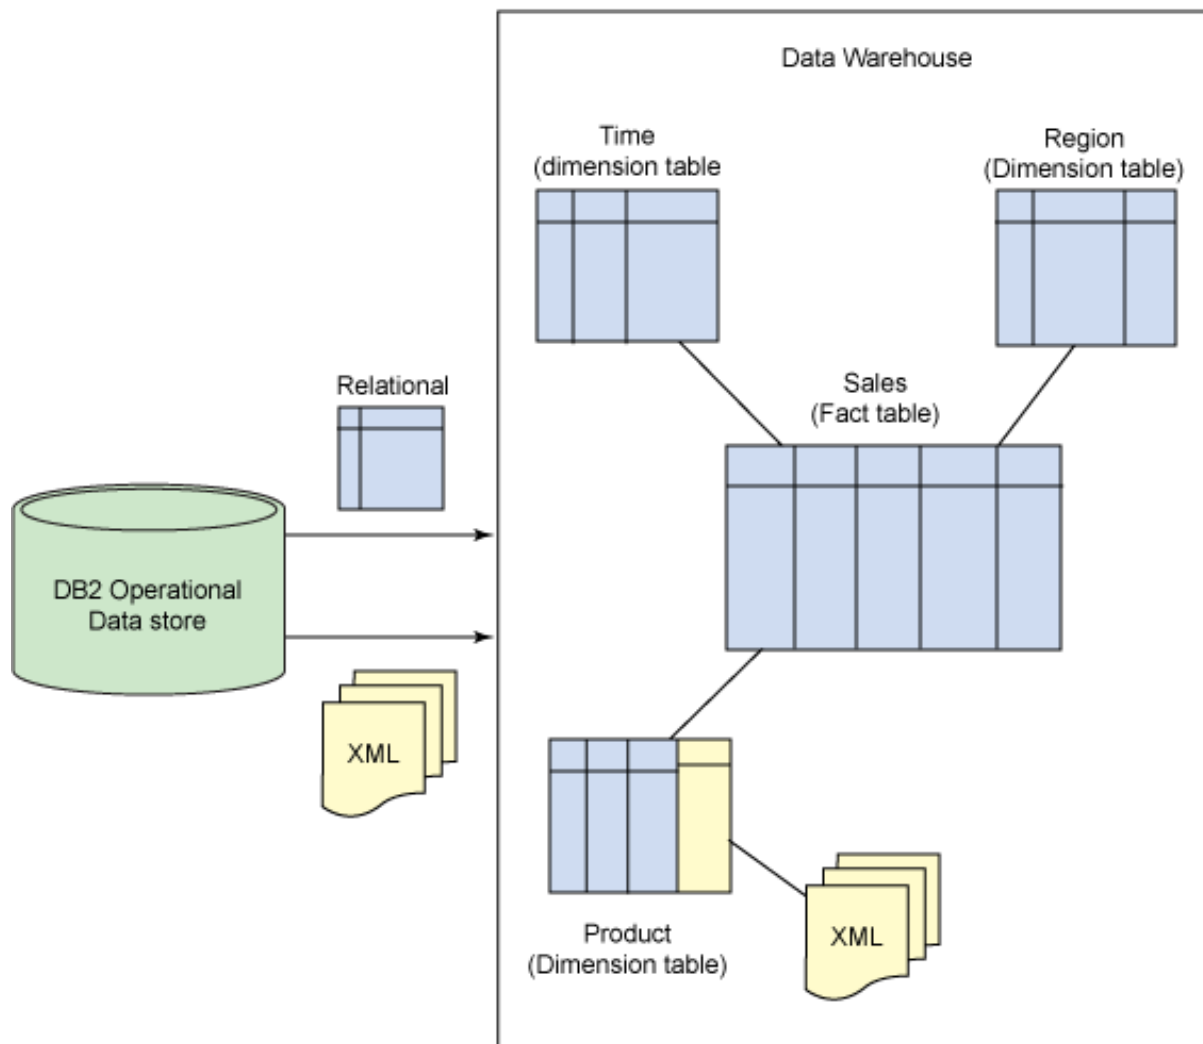 Data Warehouse
Time
(dimension table
Region
(Dimension table)
Relational
Sales
(Fact table)
DB2 Operational
Data store
XML
Product
(Dimension table)
XML